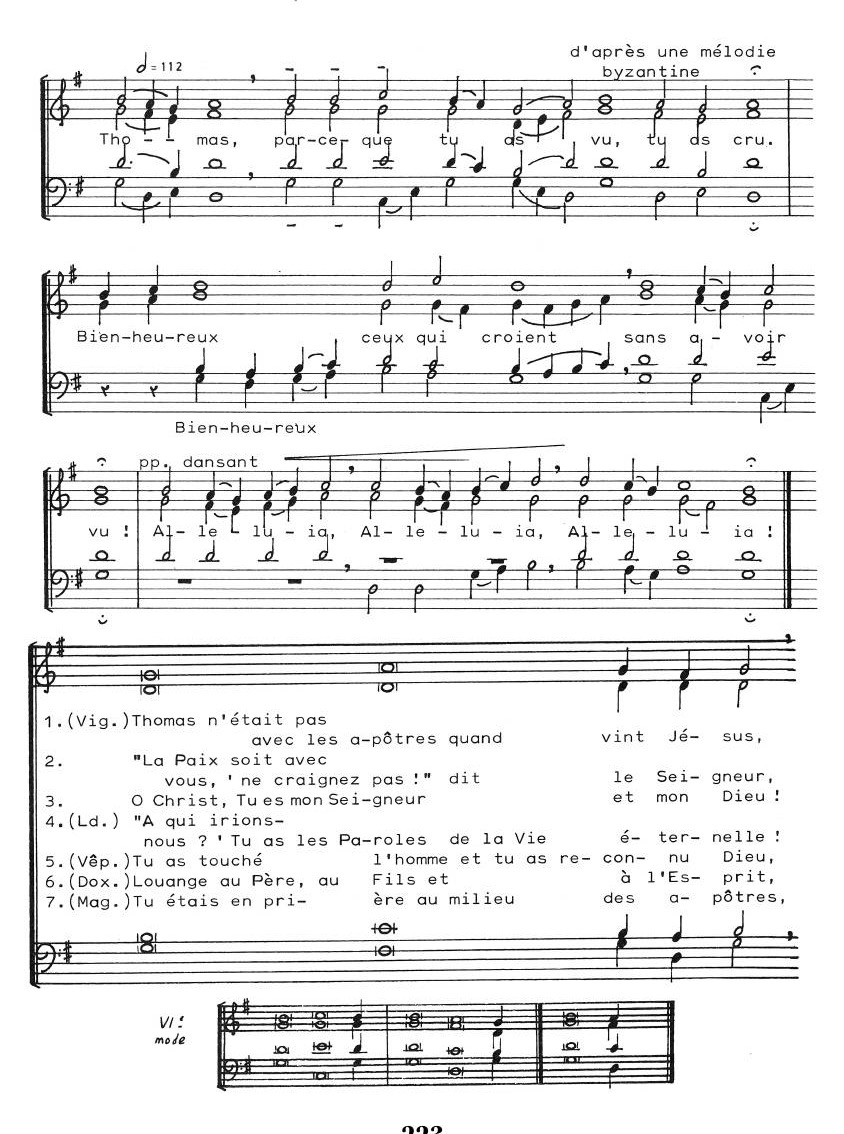 d'après une mélodie
= 112 byzantine
Tho - - mas, par-ce- que tu as vu, tu as cru.
Bien-heu-reux ceux qui croient sans a - voir
Bien-heu-reux
pp. dansant
vu ! Al- le - lu - ia, Al- le - lu - ia, Al- le - lu - ia !
1.(Vig.)Thomas n'était pas
avec les a-pôtres quand vint Jé- sus,
2. "La Paix soit avec
vous, ' ne craignez pas !" dit le Sei- gneur,
3. O Christ, Tu es mon Sei-gneur et mon Dieu !
4.(Ld.) "A qui irions-
nous ? ' Tu as les Pa-roles de la Vie é- ter- nelle !
5.(Vêp.)Tu as touché l'homme et tu as re- con- nu Dieu,
6.(Dox.)Louange au Père, au Fils et à l'Es- prit,
7.(Mag.)Tu étais en pri- ère au milieu des a- pôtres,
VIe
mode
223